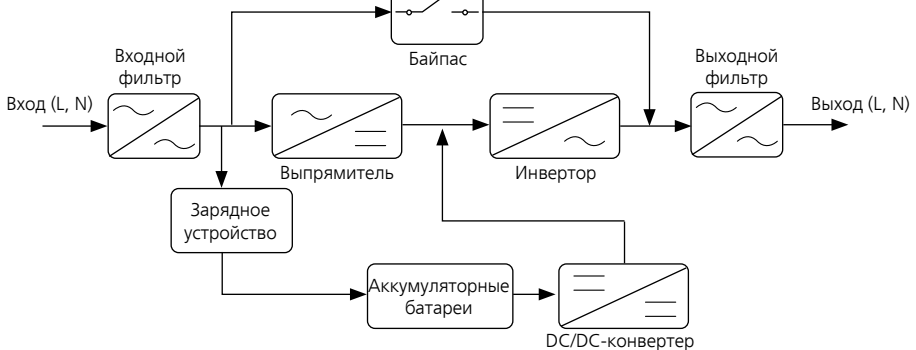 Байпас
Входной
фильтр
Выходной
фильтр
Вход (L, N)
Выход (L, N)
Выпрямитель
Инвертор
Зарядное
устройство
Аккумуляторные
батареи
DC/DC-конвертер